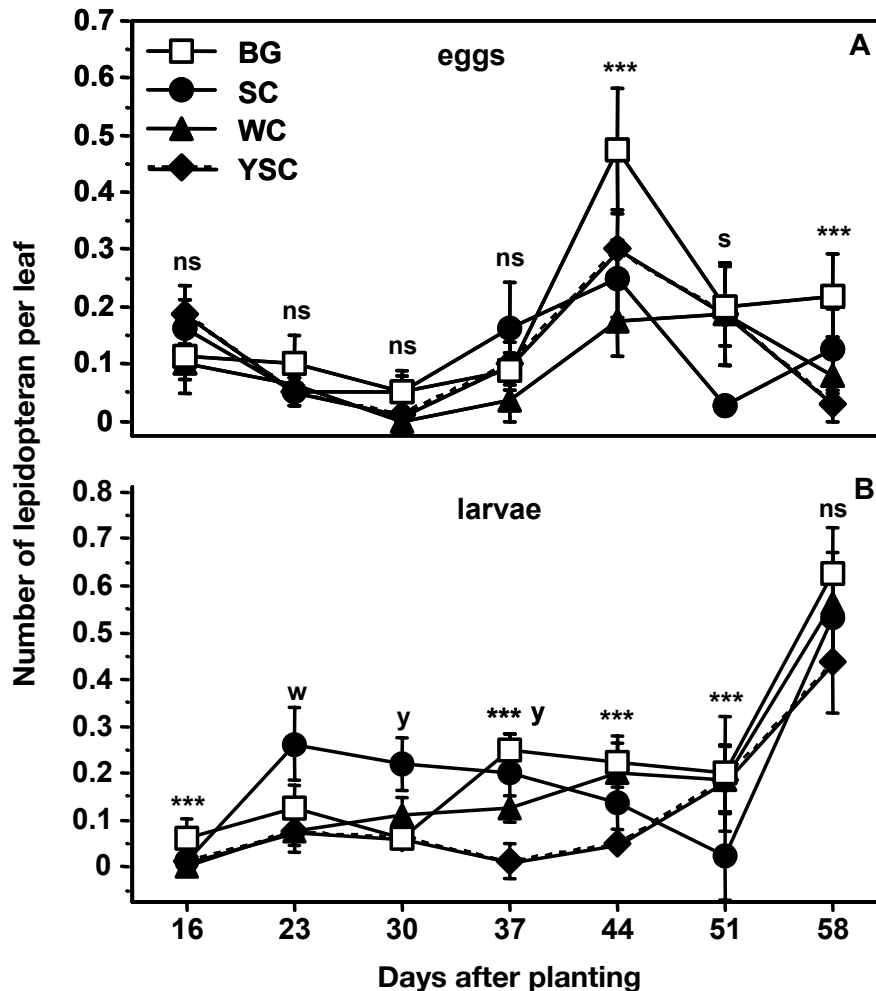 Number of lepidopteran per leaf
A
eggs
BG
SC
WC
YSC
0.7
0.6
0.5
0.4
0.3
0.2
0.1
0
ns
ns
ns
ns
***
s
***
B
larvae
0.8
0.7
0.6
0.5
0.4
0.3
0.2
0.1
0
***
w
y
*** y
***
***
ns
16 23 30 37 44 51 58
Days after planting